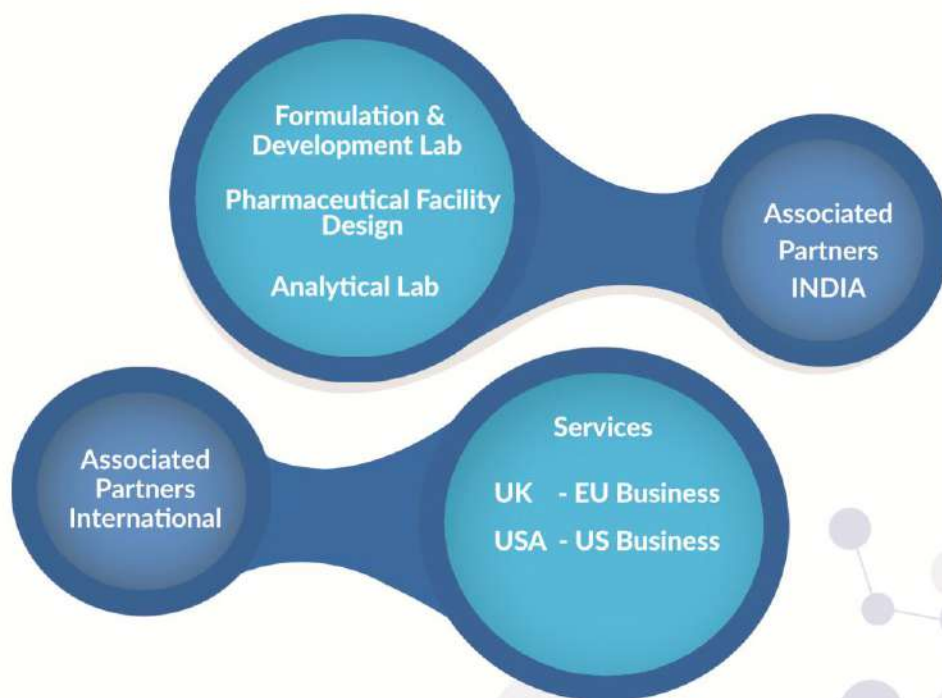 Formulation &
Development Lab
Pharmaceutical Facility
Design
Analytical Lab
Associated
Partners
INDIA
Associated
Partners
International
Services
UK - EU Business
USA - US Business